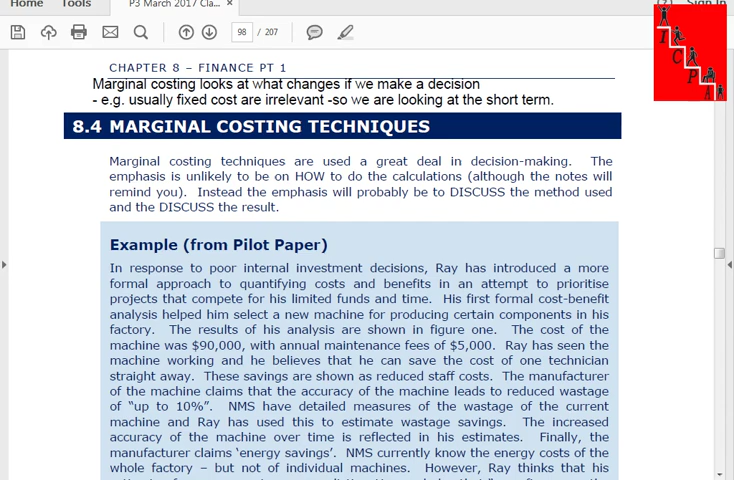 Home Tools P3 March 2017 Cla... × Sign In
98 / 207
CHAPTER 8 – FINANCE PT 1
Marginal costing looks at what changes if we make a decision
- e.g. usually fixed cost are irrelevant -so we are looking at the short term.
8.4 MARGINAL COSTING TECHNIQUES
Marginal costing techniques are used a great deal in decision-making. The
emphasis is unlikely to be on HOW to do the calculations (although the notes will
remind you). Instead the emphasis will probably be to DISCUSS the method used
and the DISCUSS the result.
Example (from Pilot Paper)
In response to poor internal investment decisions, Ray has introduced a more
formal approach to quantifying costs and benefits in an attempt to prioritise
projects that compete for his limited funds and time. His first formal cost-benefit
analysis helped him select a new machine for producing certain components in his
factory. The results of his analysis are shown in figure one. The cost of the
machine was $90,000, with annual maintenance fees of $5,000. Ray has seen the
machine working and he believes that he can save the cost of one technician
straight away. These savings are shown as reduced staff costs. The manufacturer
of the machine claims that the accuracy of the machine leads to reduced wastage
of "up to 10%". NMS have detailed measures of the wastage of the current
machine and Ray has used this to estimate wastage savings. The increased
accuracy of the machine over time is reflected in his estimates. Finally, the
manufacturer claims 'energy savings'. NMS currently know the energy costs of the
whole factory – but not of individual machines. However, Ray thinks that his
I
C
P
A